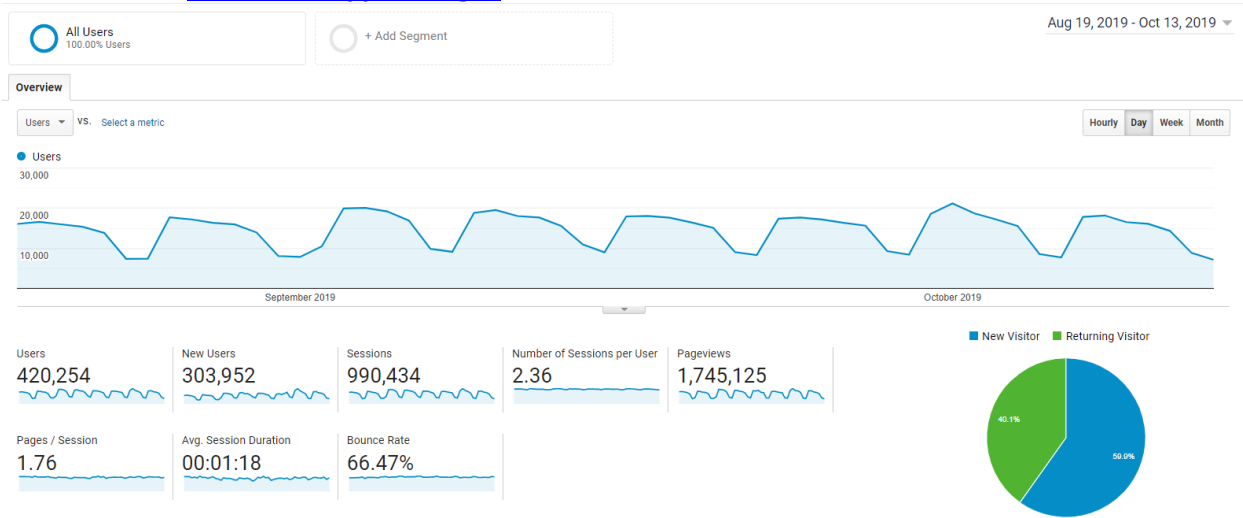 All Users
100.00% Users
+ Add Segment
Aug 19, 2019 - Oct 13, 2019
Overview
Users vs. Select a metric
Hourly Day Week Month
Users
30,000
20,000
10,000
September 2019 October 2019
New Visitor Returning Visitor
Users
420,254
New Users
303,952
Sessions
990,434
Number of Sessions per User
2.36
Pageviews
1,745,125
Pages / Session
1.76
Avg. Session Duration
00:01:18
Bounce Rate
66.47%
40.1%
59.9%